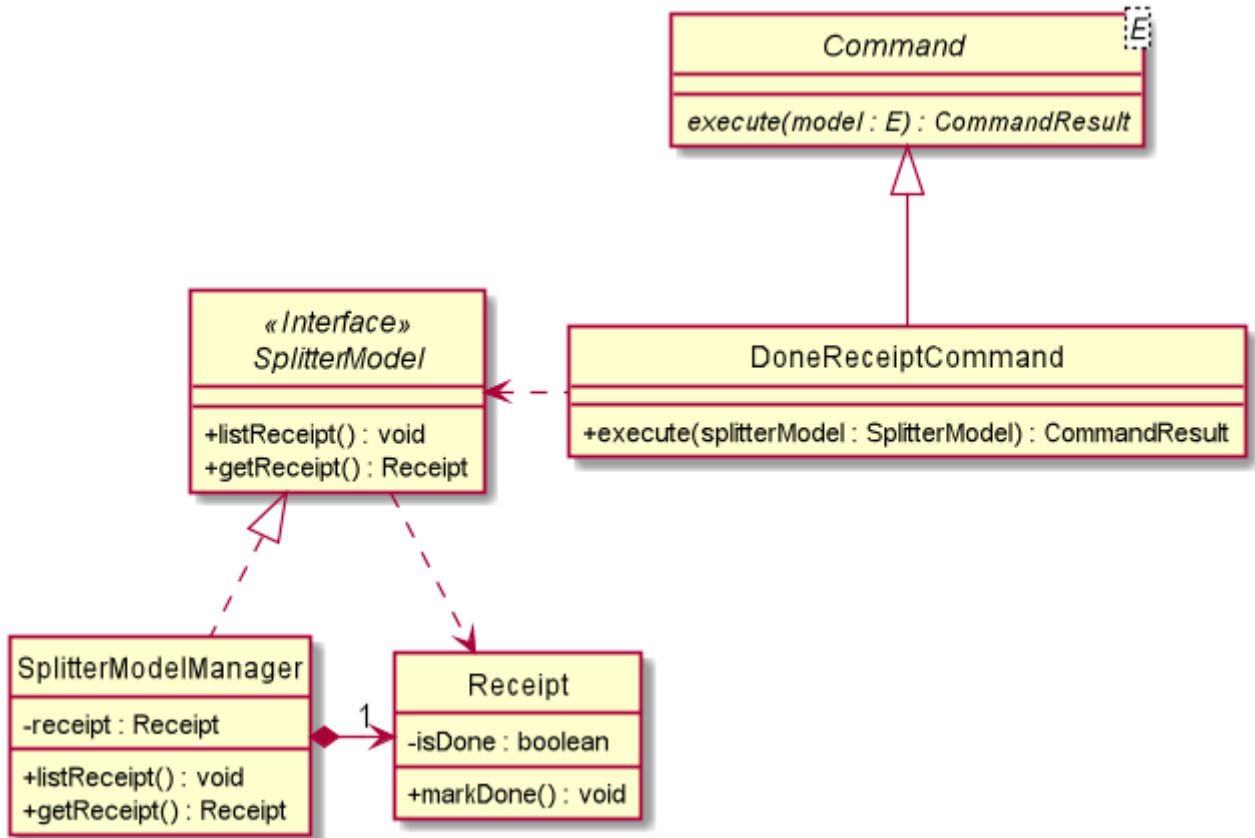 E
Command
execute(model : E) : CommandResult
«Interface»
SplitterModel
+listReceipt() : void
+getReceipt() : Receipt
DoneReceiptCommand
+execute(splitterModel : SplitterModel) : CommandResult
SplitterModelManager
-receipt : Receipt
+listReceipt() : void
+getReceipt() : Receipt
1
Receipt
-isDone : boolean
+markDone() : void